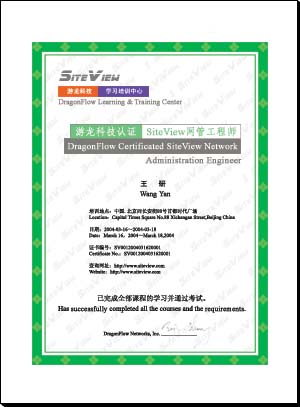 SITEVIEW
游龙科技 学习培训中心
DragonFlow Learning & Training Center
游龙科技认证 SiteView网管工程师
DragonFlow Certificated SiteView Network
Administration Engineer
王 研
Wang Yan
培训地点: 中国.北京西长安街88号首都时代广场
Location: Capital Times Square No.88 Xichangan Street,Beijing China
日期: 2004-03-16～2004-03-18
Date: March 16, 2004～March 18,2004
证书编号: SV0012004031620001
Certificate No.: SV0012004031620001
查询网址: http://www.siteview.com
Website: http://www.siteview.com
已完成全部课程的学习并通过考试。
Has successfully completed all the courses and the requirements.
DragonFlow Networks, Inc.